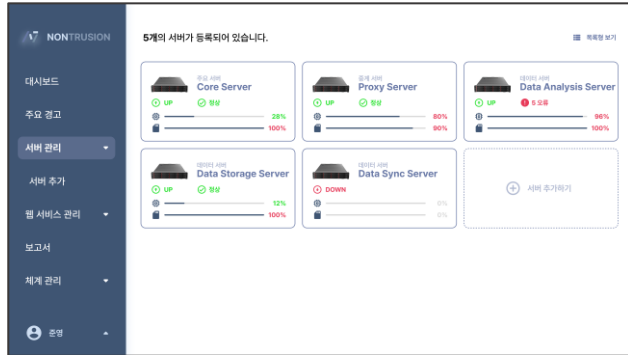 NONTRUSION
5개의 서버가 등록되어 있습니다.
목록형 보기
대시보드
주요 경고
서버 관리
서버 추가
웹 서비스 관리
보고서
체계 관리
준영
주요 서버
Core Server
UP 정상
28%
100%
중계 서버
Proxy Server
UP 정상
80%
90%
데이터 서버
Data Analysis Server
UP 5 오류
96%
100%
데이터 서버
Data Storage Server
UP 정상
12%
100%
데이터 서버
Data Sync Server
DOWN
0%
0%
서버 추가하기